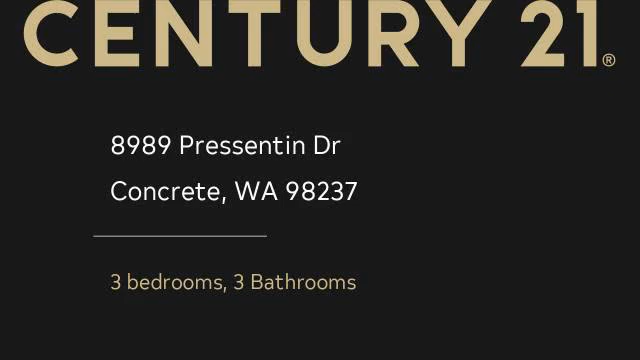 CENTURY 21®
8989 Pressentin Dr
Concrete, WA 98237
3 bedrooms, 3 Bathrooms